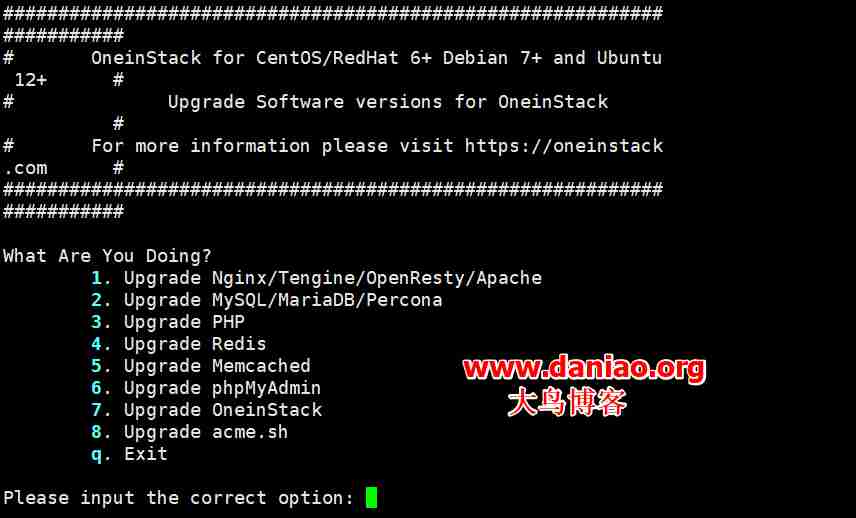 ############################################################
###########
#       OneinStack for CentOS/RedHat 6+ Debian 7+ and Ubuntu
 12+      #
#              Upgrade Software versions for OneinStack
          #
#       For more information please visit https://oneinstack
.com      #
############################################################
###########
What Are You Doing?
1. Upgrade Nginx/Tengine/OpenResty/Apache
2. Upgrade MySQL/MariaDB/Percona
3. Upgrade PHP
4. Upgrade Redis
5. Upgrade Memcached
6. Upgrade phpMyAdmin
7. Upgrade OneinStack
8. Upgrade acme.sh
q. Exit
www.daniao.org
大鸟博客
Please input the correct option: